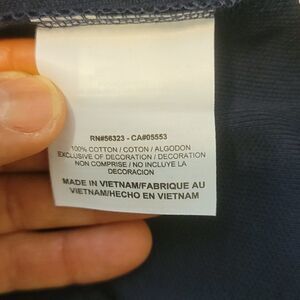 RN#56323 - CA#05553
100% COTTON / COTON / ALGODON
EXCLUSIVE OF DECORATION / DECORATION
NON COMPRISE / NO INCLUYE LA
DECORACION
MADE IN VIETNAM/FABRIQUE AU
VIETNAM/HECHO EN VIETNAM